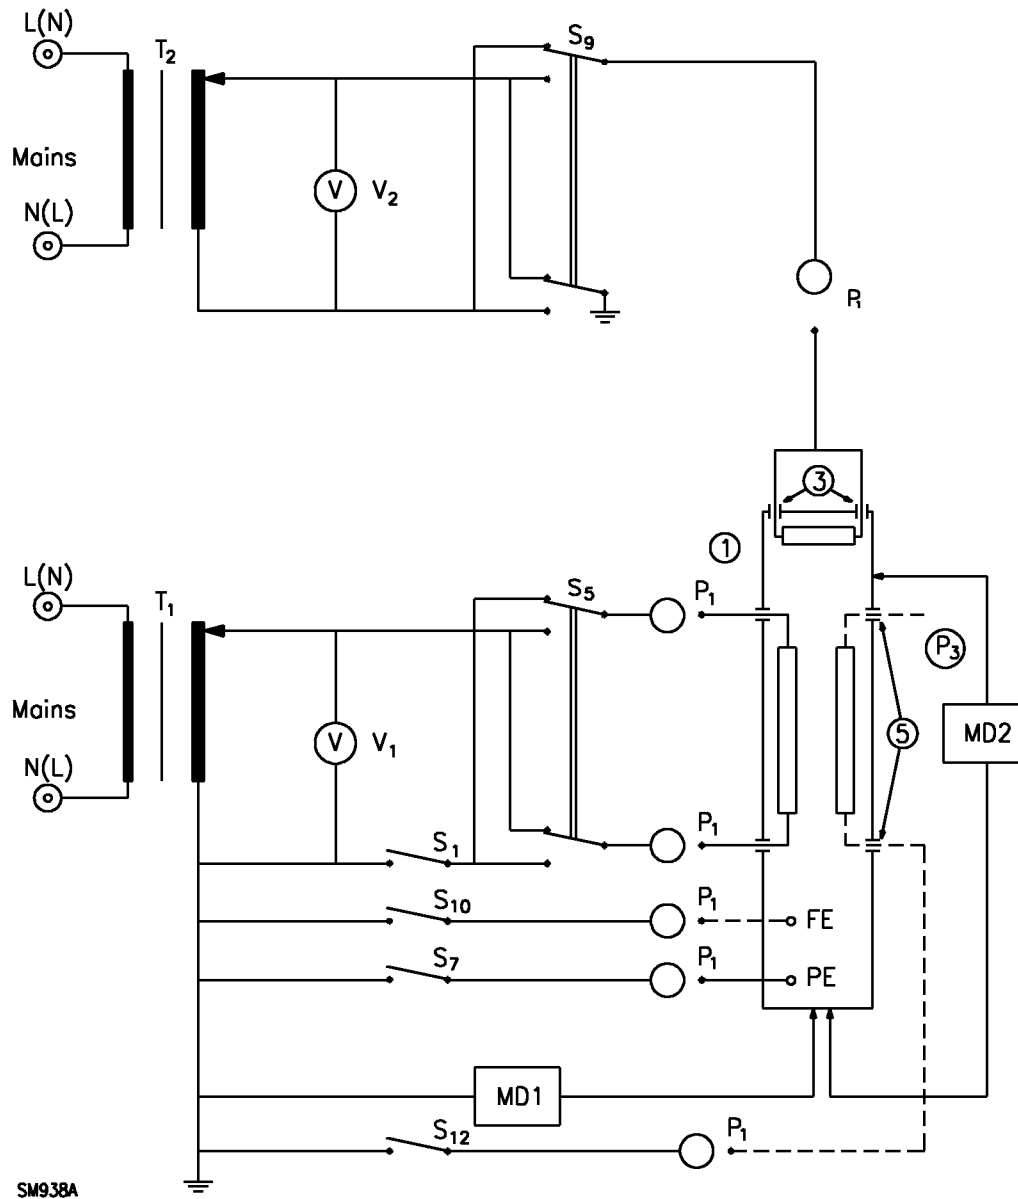 L(N)
T2
S9
Mains
V
V2
N(L)
P1
3
1
L(N)
T1
S5
P1
P3
Mains
V
V1
5
MD2
N(L)
S1
P1
S10
P1
FE
S7
P1
PE
MD1
S12
P1
SM938A